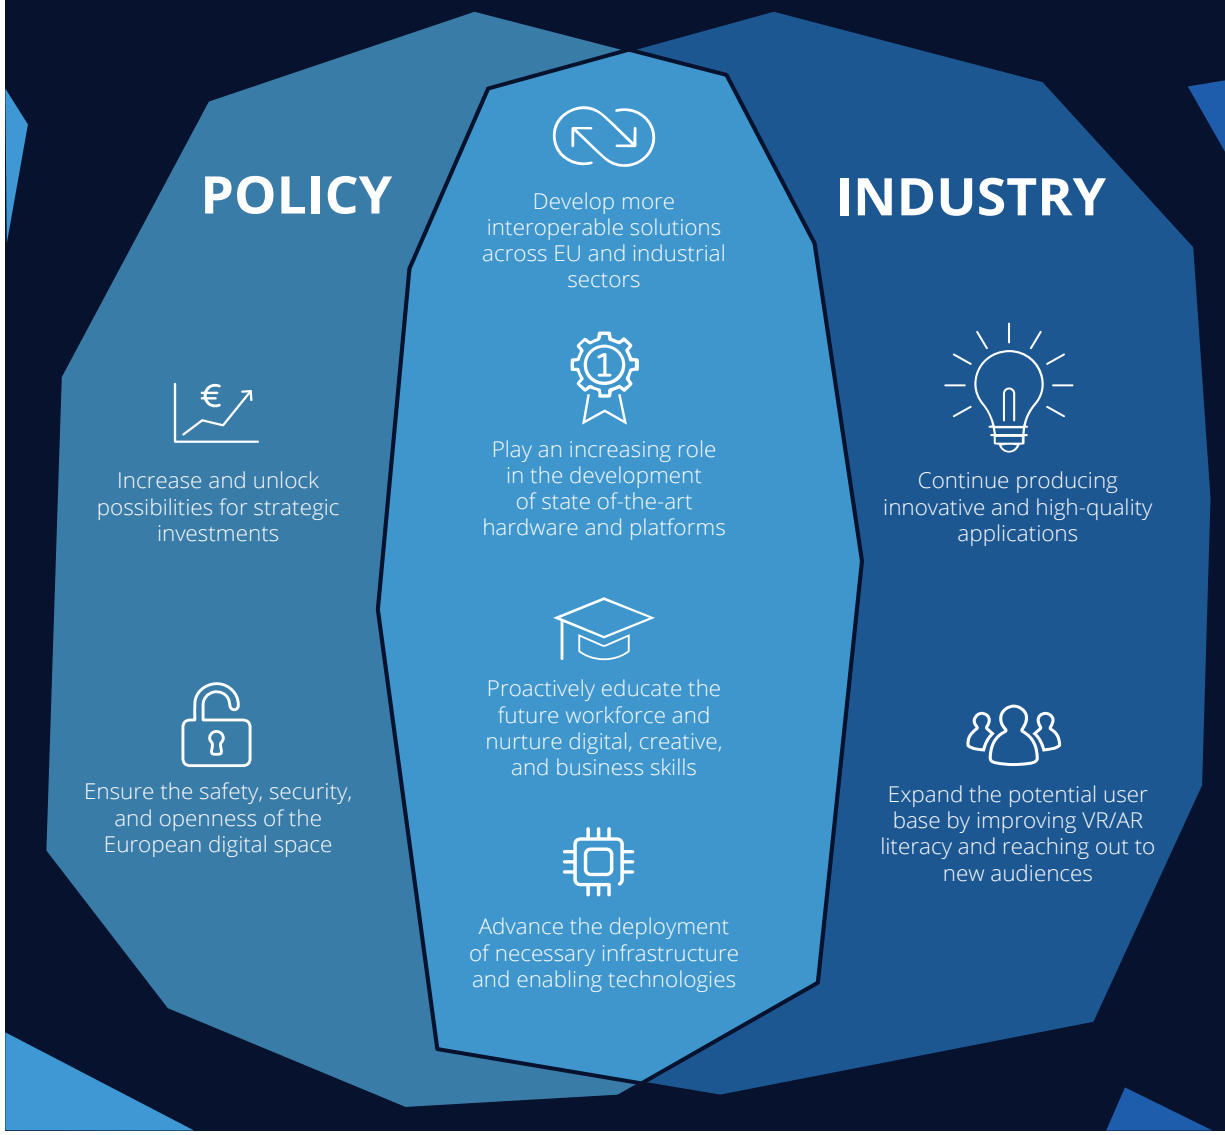 POLICY
€
Increase and unlock
possibilities for strategic
investments
Ensure the safety, security,
and openness of the
European digital space
Develop more
interoperable solutions
across EU and industrial
sectors
1
Play an increasing role
in the development
of state of-the-art
hardware and platforms
Proactively educate the
future workforce and
nurture digital, creative,
and business skills
Advance the deployment
of necessary infrastructure
and enabling technologies
INDUSTRY
Continue producing
innovative and high-quality
applications
Expand the potential user
base by improving VR/AR
literacy and reaching out to
new audiences